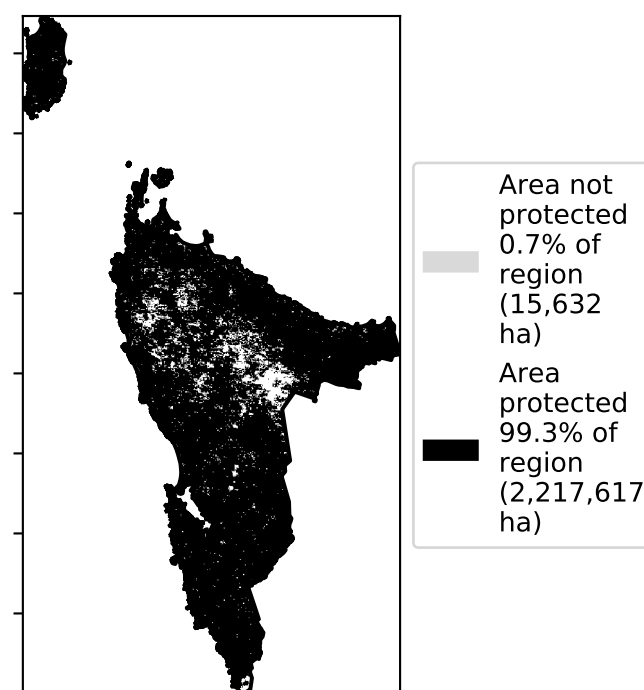 Area not
protected
0.7% of
region
(15,632
ha)
Area
protected
99.3% of
region
(2,217,617
ha)